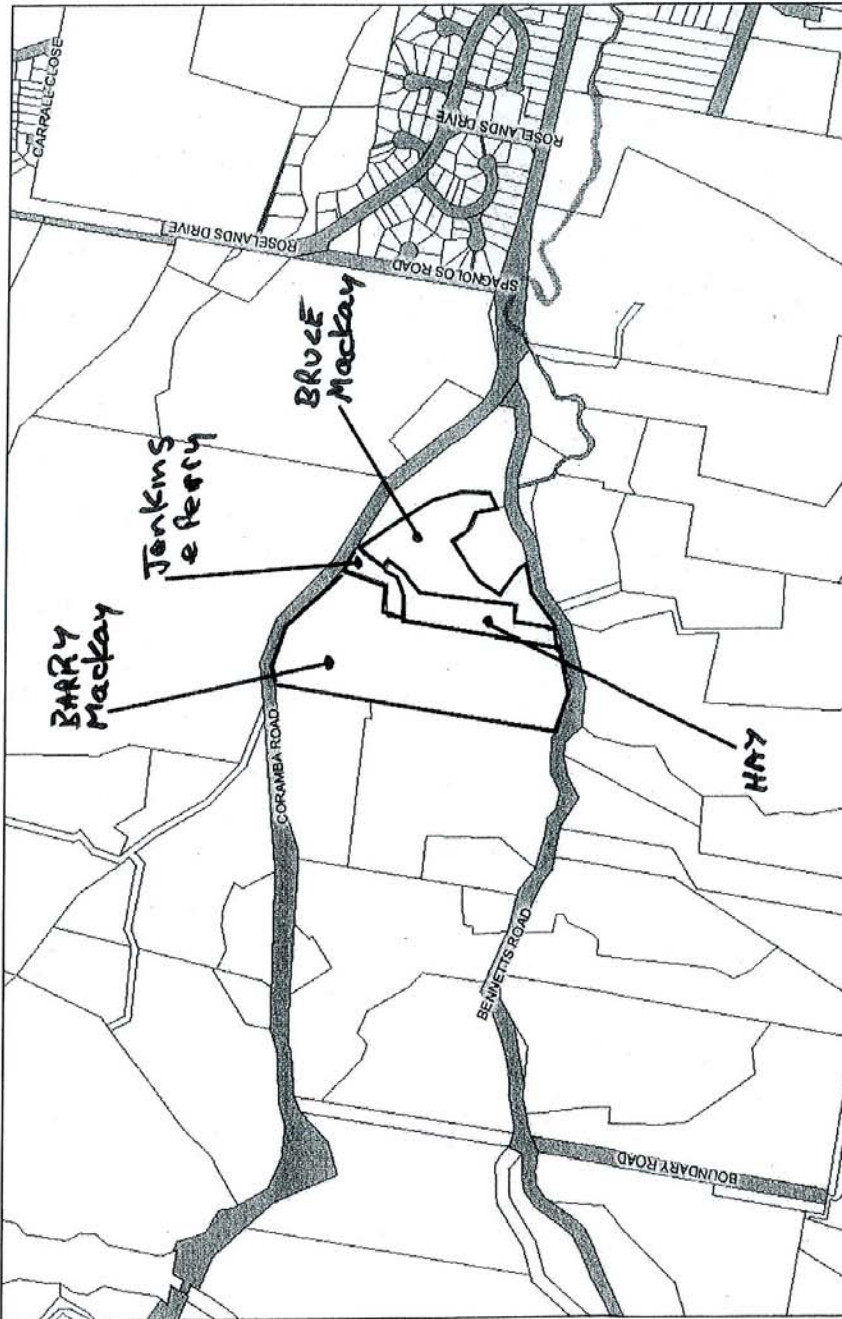 CARRALE CLOSE
ROSELANDS DRIVE
ROSELANDS DRIVE
SPAGNOLOS ROAD
BRUCE
Mackay
Jenkins
e Perry
BARRY
Mackay
CORAMBA ROAD
HAY
BENNETTS ROAD
BOUNDARY ROAD